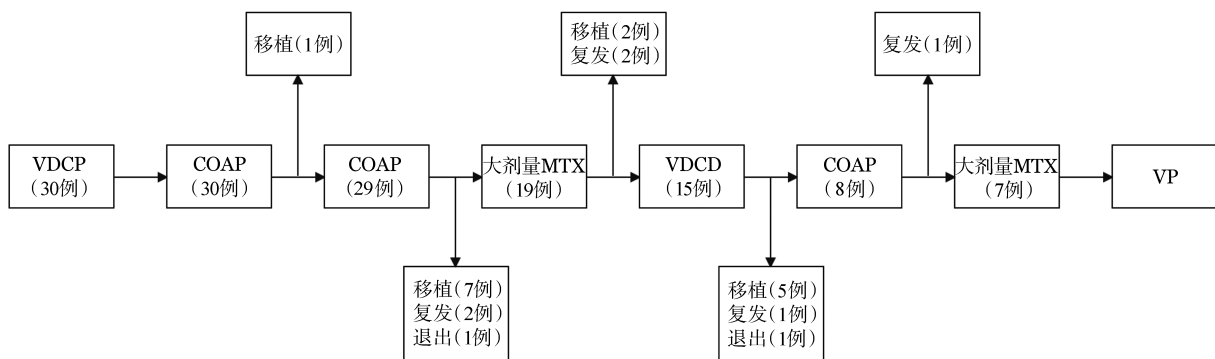 移植(1例)
移植(2例)
复发(2例)
复发(1例)
VDCP
(30例)
COAP
(30例)
COAP
(29例)
大剂量MTX
(19例)
VDCD
(15例)
COAP
(8例)
大剂量MTX
(7例)
VP
移植(7例)
复发(2例)
退出(1例)
移植(5例)
复发(1例)
退出(1例)